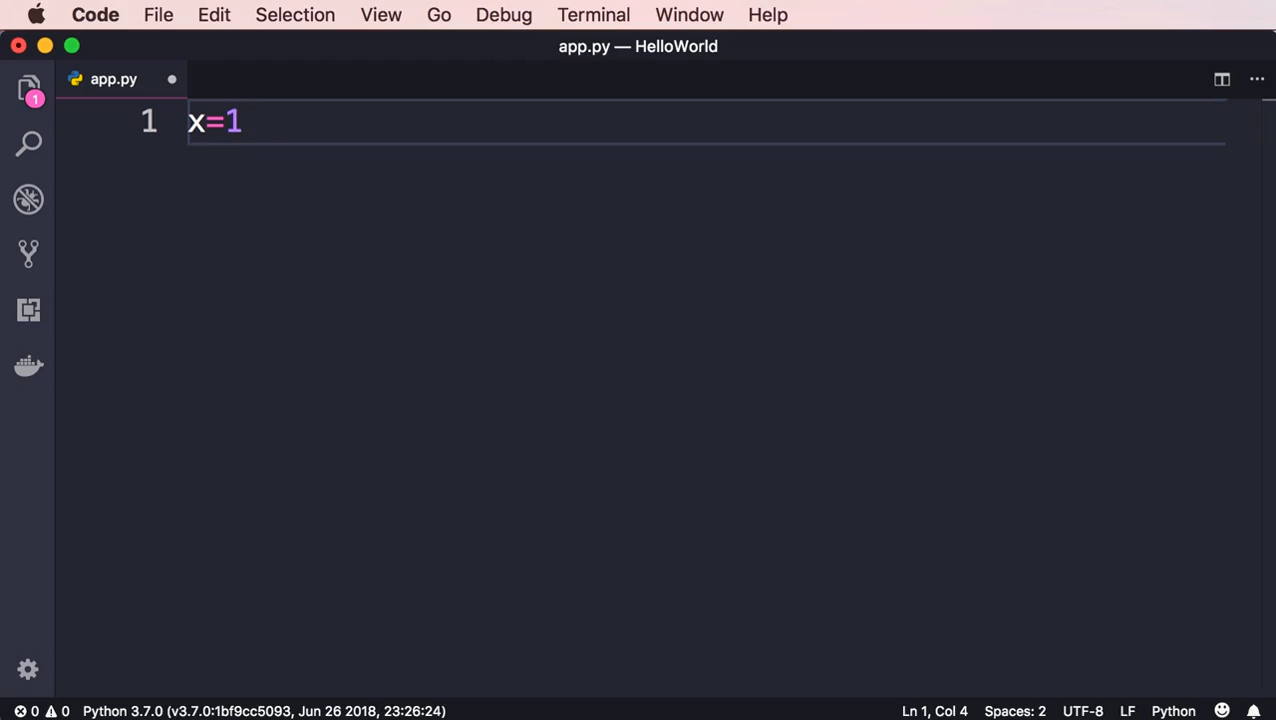 Code File Edit Selection View Go Debug Terminal Window Help
app.py — HelloWorld
app.py
1
1 x=1
0 0 Python 3.7.0 (v3.7.0:1bf9cc5093, Jun 26 2018, 23:26:24) Ln 1, Col 4 Spaces: 2 UTF-8 LF Python